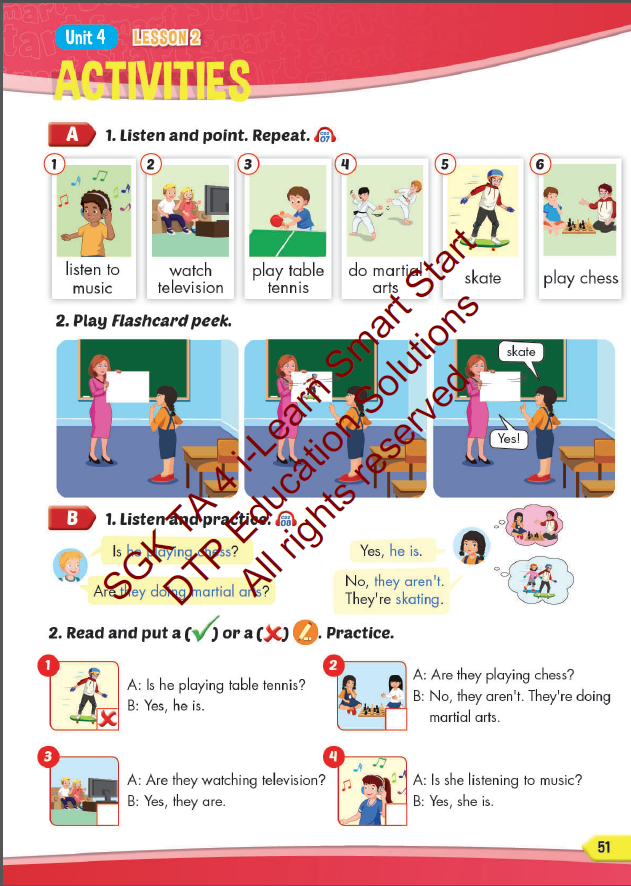 Unit 4 LESSON 2
ACTIVITIES
A 1. Listen and point. Repeat. CD2 07
1 2 3 4 5 6
listen to music
watch television
play table tennis
do martial arts
skate
play chess
2. Play Flashcard peek.
skate
Yes!
B 1. Listen and practice. CD2 08
Is he playing chess?
Yes, he is.
Are they doing martial arts?
No, they aren't.
They're skating.
2. Read and put a (✓) or a (✗). Practice.
1
A: Is he playing table tennis?
B: Yes, he is.
2
A: Are they playing chess?
B: No, they aren't. They're doing
martial arts.
3
A: Are they watching television?
B: Yes, they are.
4
A: Is she listening to music?
B: Yes, she is.
51
SGK TA 4 i-Learn Smart Start
DTP Education Solutions
All rights reserved